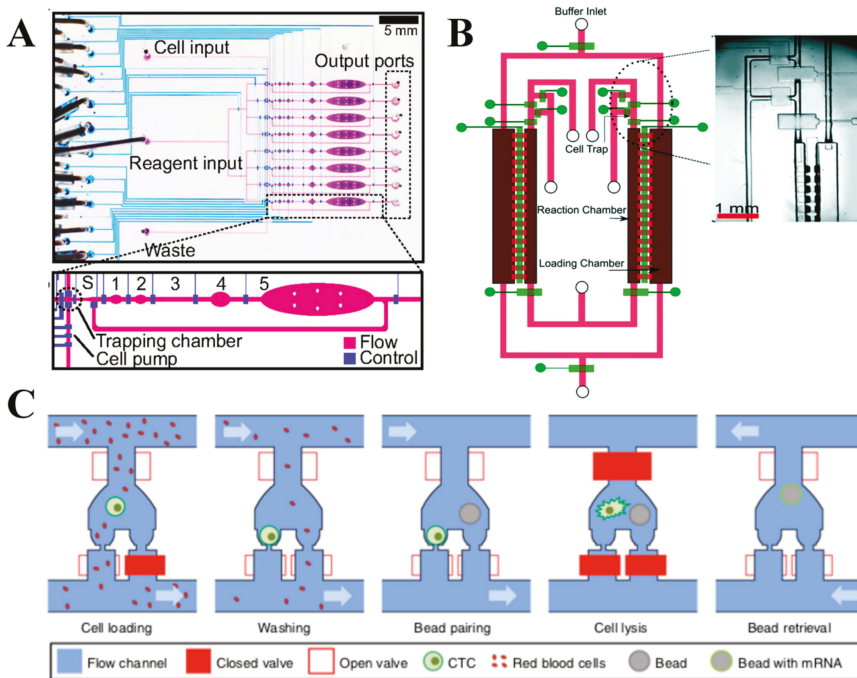 A
5 mm
Cell input
Output ports
Reagent input
Waste
S 1 2 3 4 5
Trapping chamber
Cell pump
Flow
Control
B
Buffer Inlet
Cell Trap
Reaction Chamber
Loading Chamber
1 mm
C
Cell loading
Washing
Bead pairing
Cell lysis
Bead retrieval
Flow channel
Closed valve
Open valve
CTC
Red blood cells
Bead
Bead with mRNA